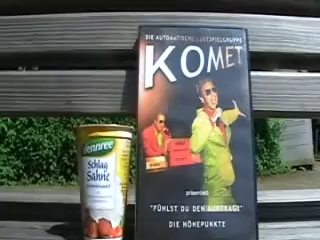 DIE AUTOMATISCHE LUSTSPIELGRUPPE
KOMET
präsentiert:
"FÜHLST DU DEN AUFTRAGE"
DIE HÖHEPUNKTE
dennree
Schlag
Sahne